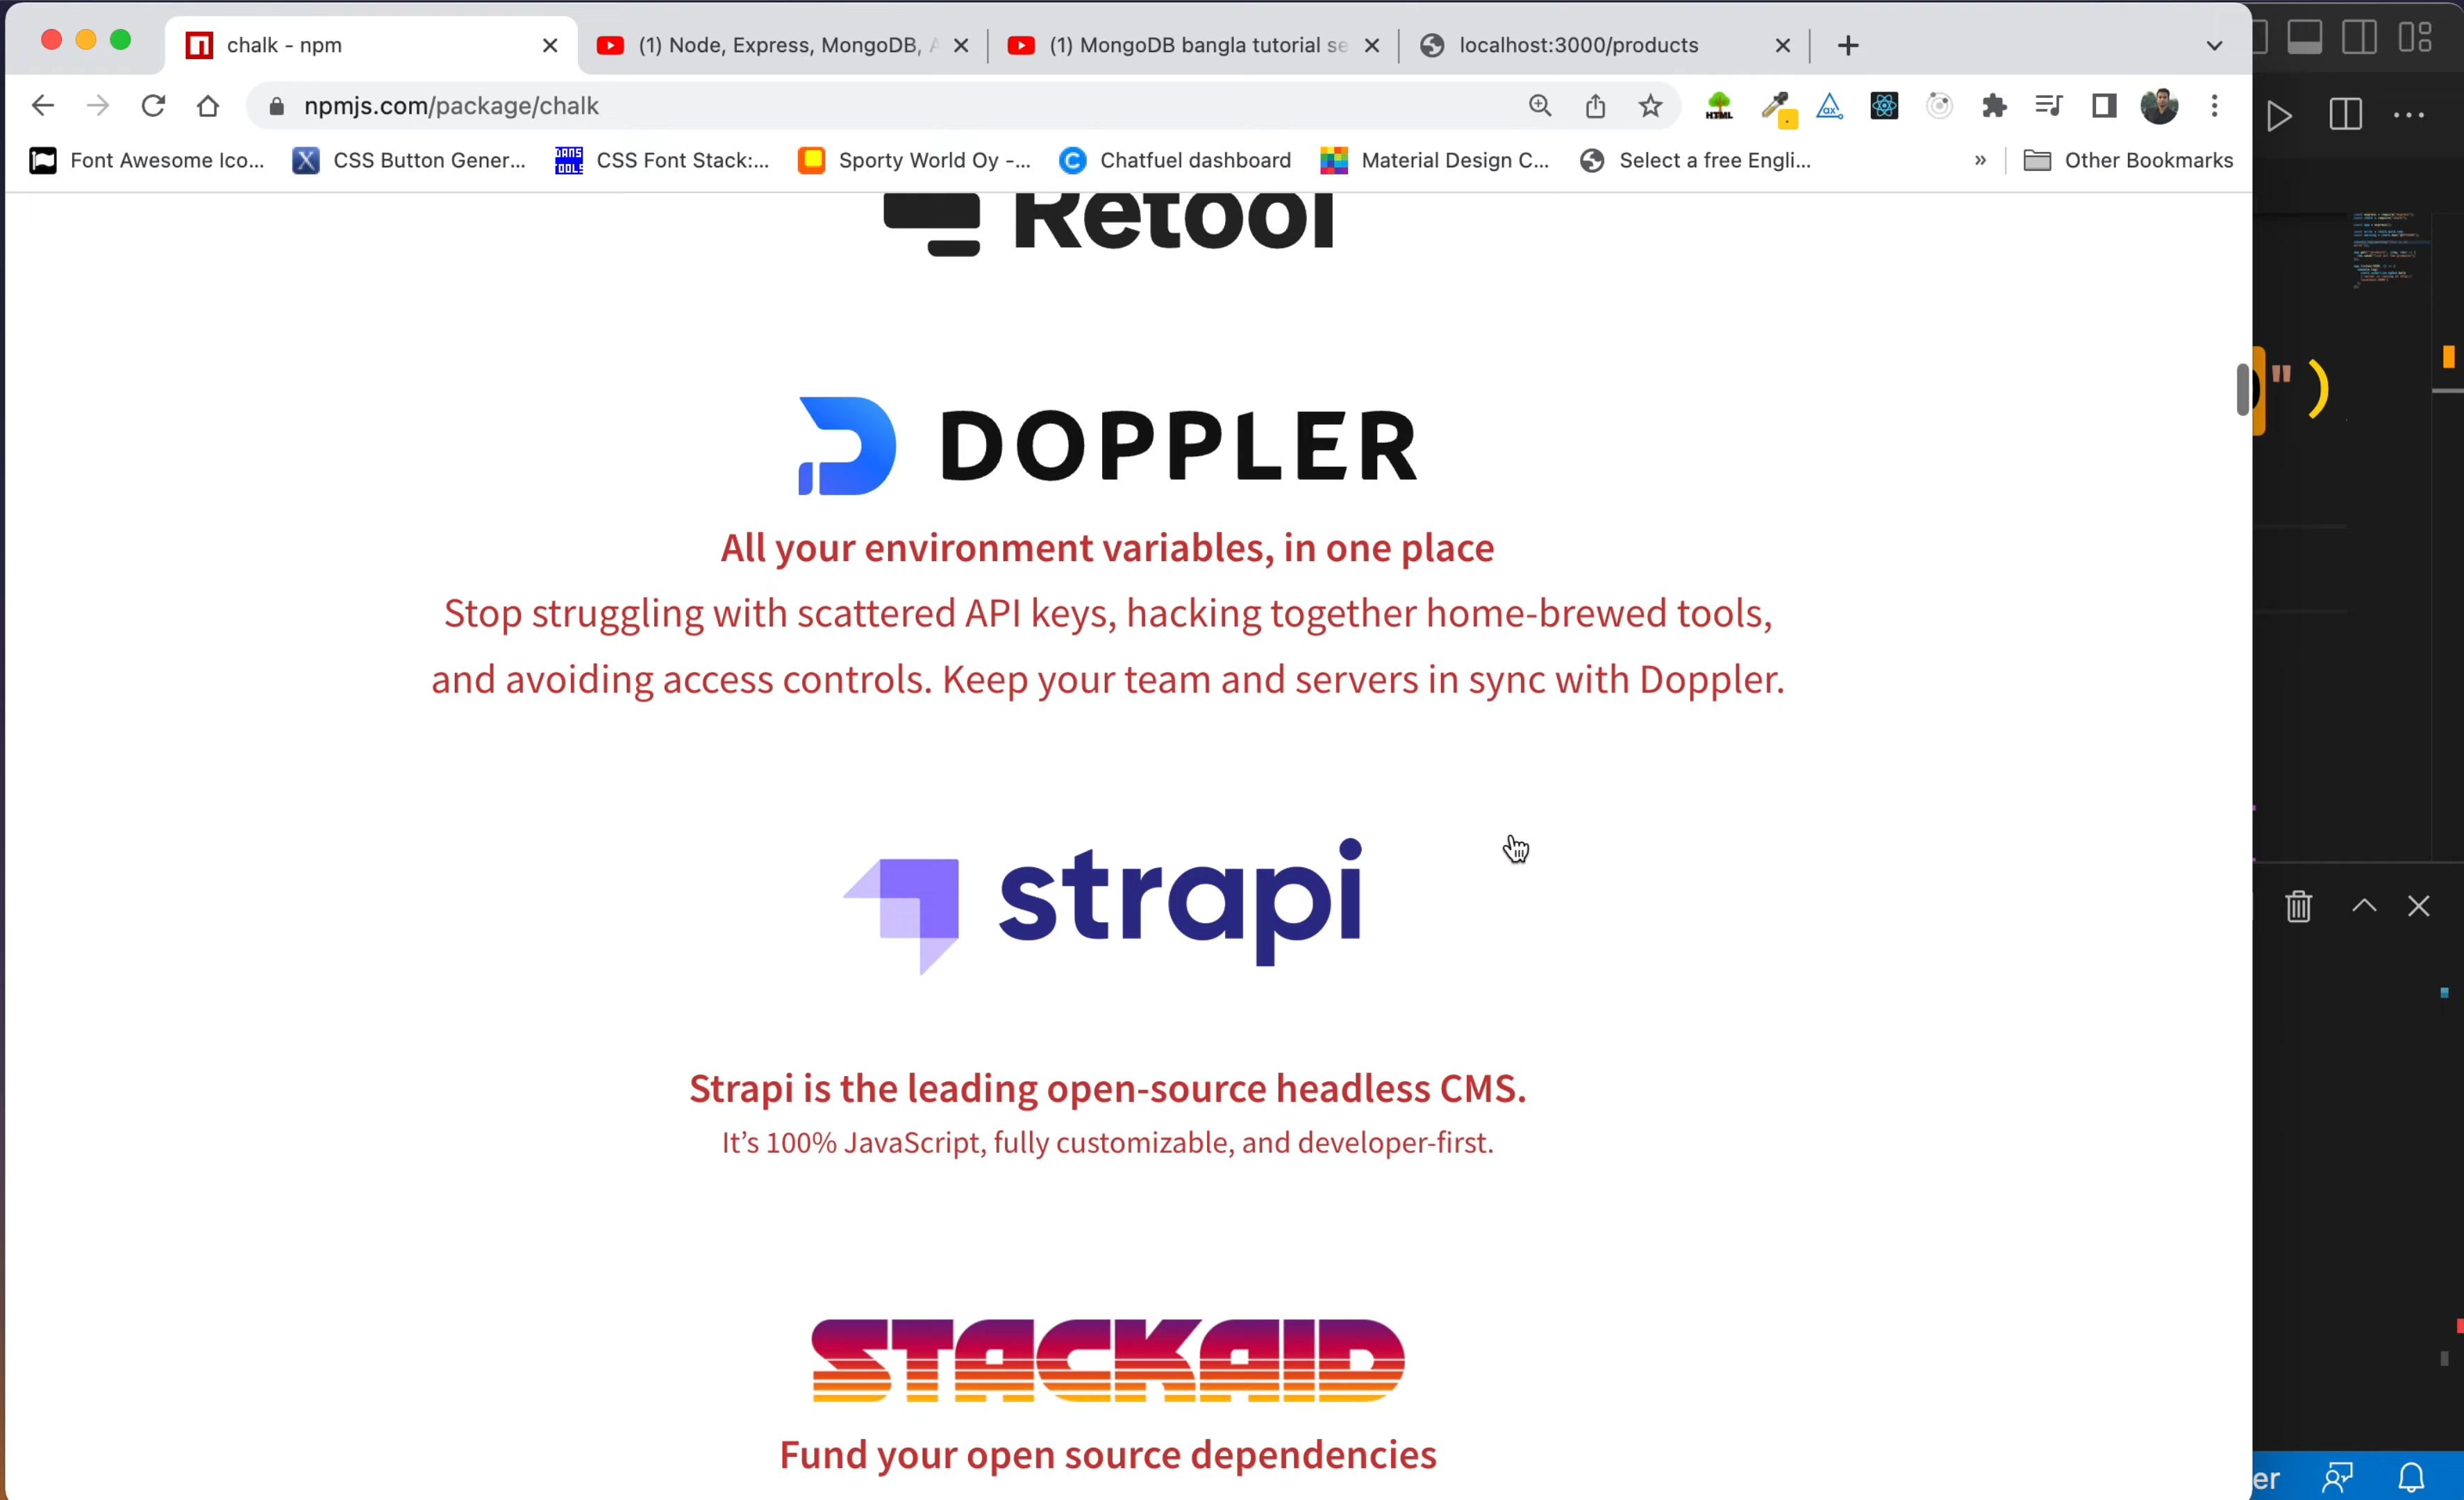 chalk - npm
(1) Node, Express, MongoDB, A
(1) MongoDB bangla tutorial se
localhost:3000/products
npmjs.com/package/chalk
HTML
Font Awesome Ico...
CSS Button Gener...
DANS TOOLS
CSS Font Stack:...
Sporty World Oy -...
Chatfuel dashboard
Material Design C...
Select a free Engli...
»
Other Bookmarks
Retool
")
DOPPLER
All your environment variables, in one place
Stop struggling with scattered API keys, hacking together home-brewed tools,
and avoiding access controls. Keep your team and servers in sync with Doppler.
strapi
Strapi is the leading open-source headless CMS.
It’s 100% JavaScript, fully customizable, and developer-first.
STACKAID
Fund your open source dependencies
er